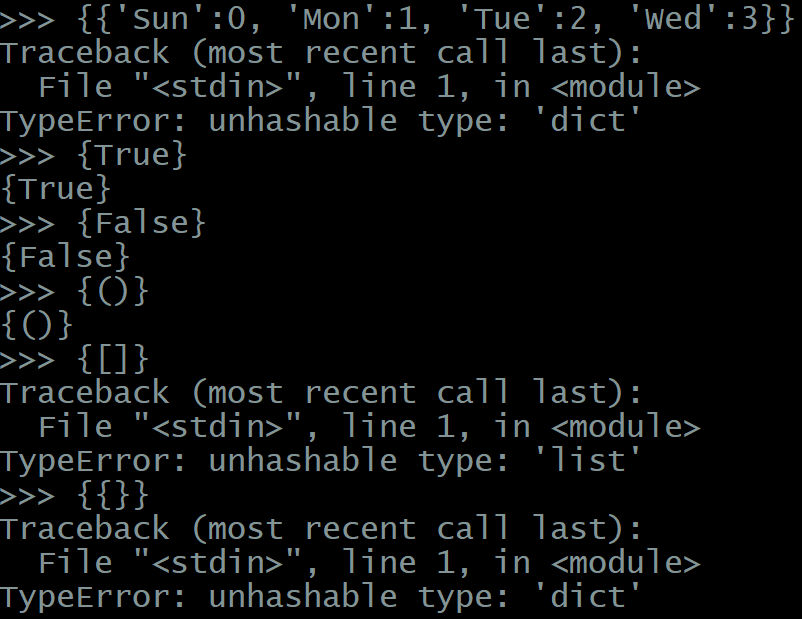 >>> {{'Sun':0, 'Mon':1, 'Tue':2, 'Wed':3}}
Traceback (most recent call last):
  File "<stdin>", line 1, in <module>
TypeError: unhashable type: 'dict'
>>> {True}
{True}
>>> {False}
{False}
>>> {()}
{()}
>>> {[]}
Traceback (most recent call last):
  File "<stdin>", line 1, in <module>
TypeError: unhashable type: 'list'
>>> {{}}
Traceback (most recent call last):
  File "<stdin>", line 1, in <module>
TypeError: unhashable type: 'dict'